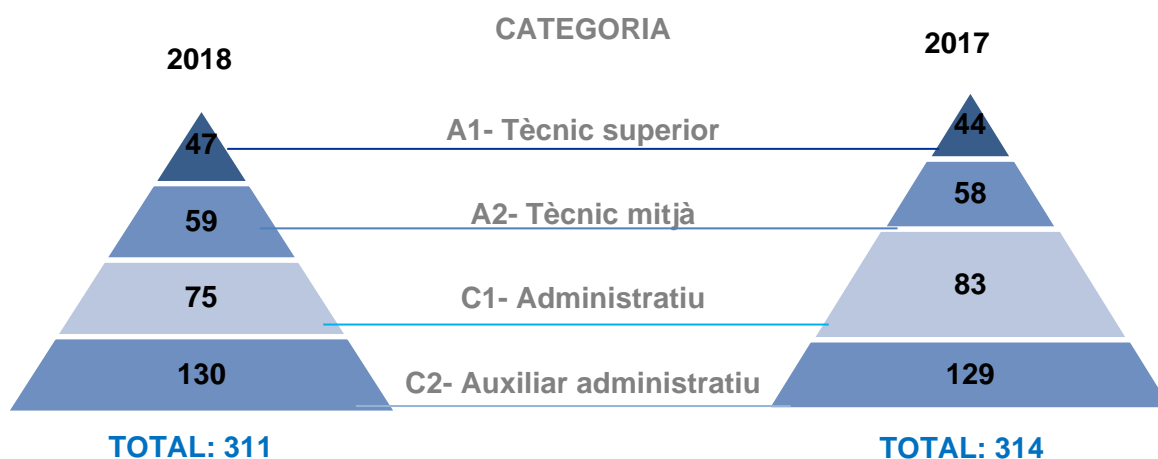 CATEGORIA
2018
2017
47
A1- Tècnic superior
44
59
A2- Tècnic mitjà
58
75
C1- Administratiu
83
130
C2- Auxiliar administratiu
129
TOTAL: 311
TOTAL: 314